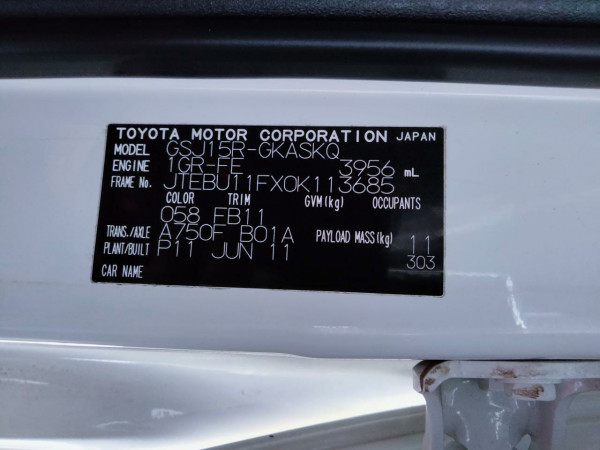 TOYOTA MOTOR CORPORATION JAPAN
MODEL GSJ15R-GKASKQ
ENGINE 1GR-FE 3956 mL
FRAME No. JTEBU11FX0K113685
COLOR TRIM GVM(kg) OCCUPANTS
058 FB11
TRANS./AXLE A750F B01A PAYLOAD MASS(kg) 11
PLANT/BUILT P11 JUN 11 303
CAR NAME